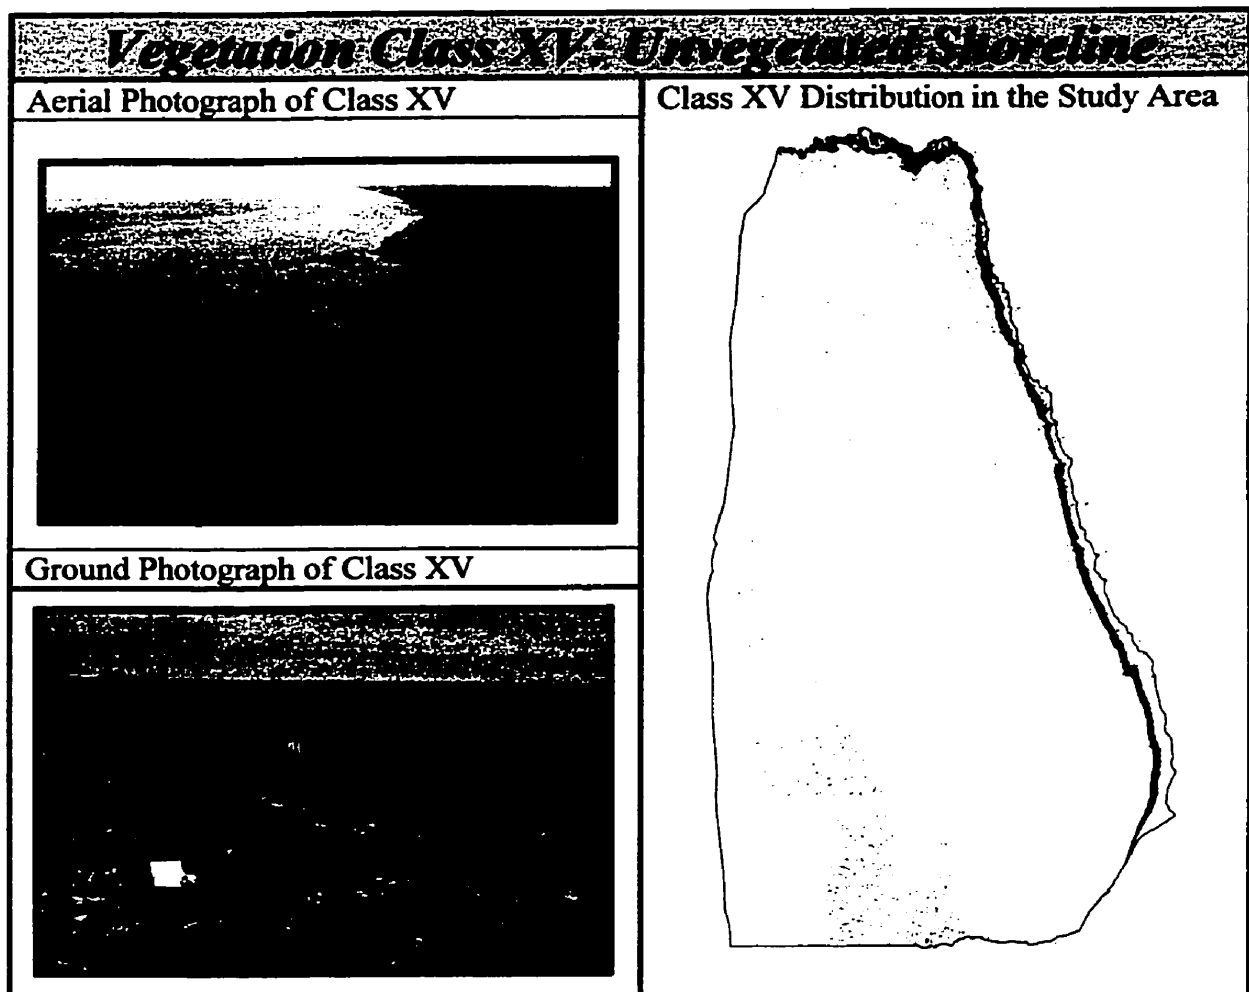 Vegetation Class XV: Unvegetated Shoreline
Aerial Photograph of Class XV
Class XV Distribution in the Study Area
Ground Photograph of Class XV